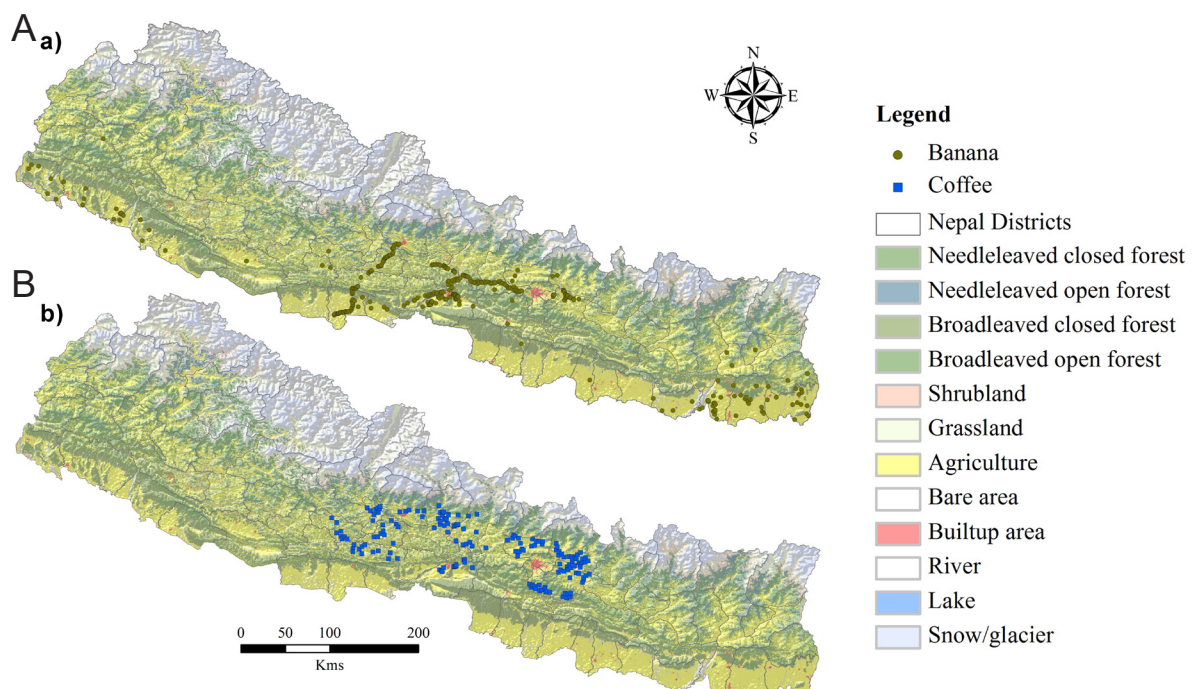 A
a)
N
W
E
S
B
b)
0 50 100 200
Kms
Legend
Banana
Coffee
Nepal Districts
Needleleaved closed forest
Needleleaved open forest
Broadleaved closed forest
Broadleaved open forest
Shrubland
Grassland
Agriculture
Bare area
Builtup area
River
Lake
Snow/glacier